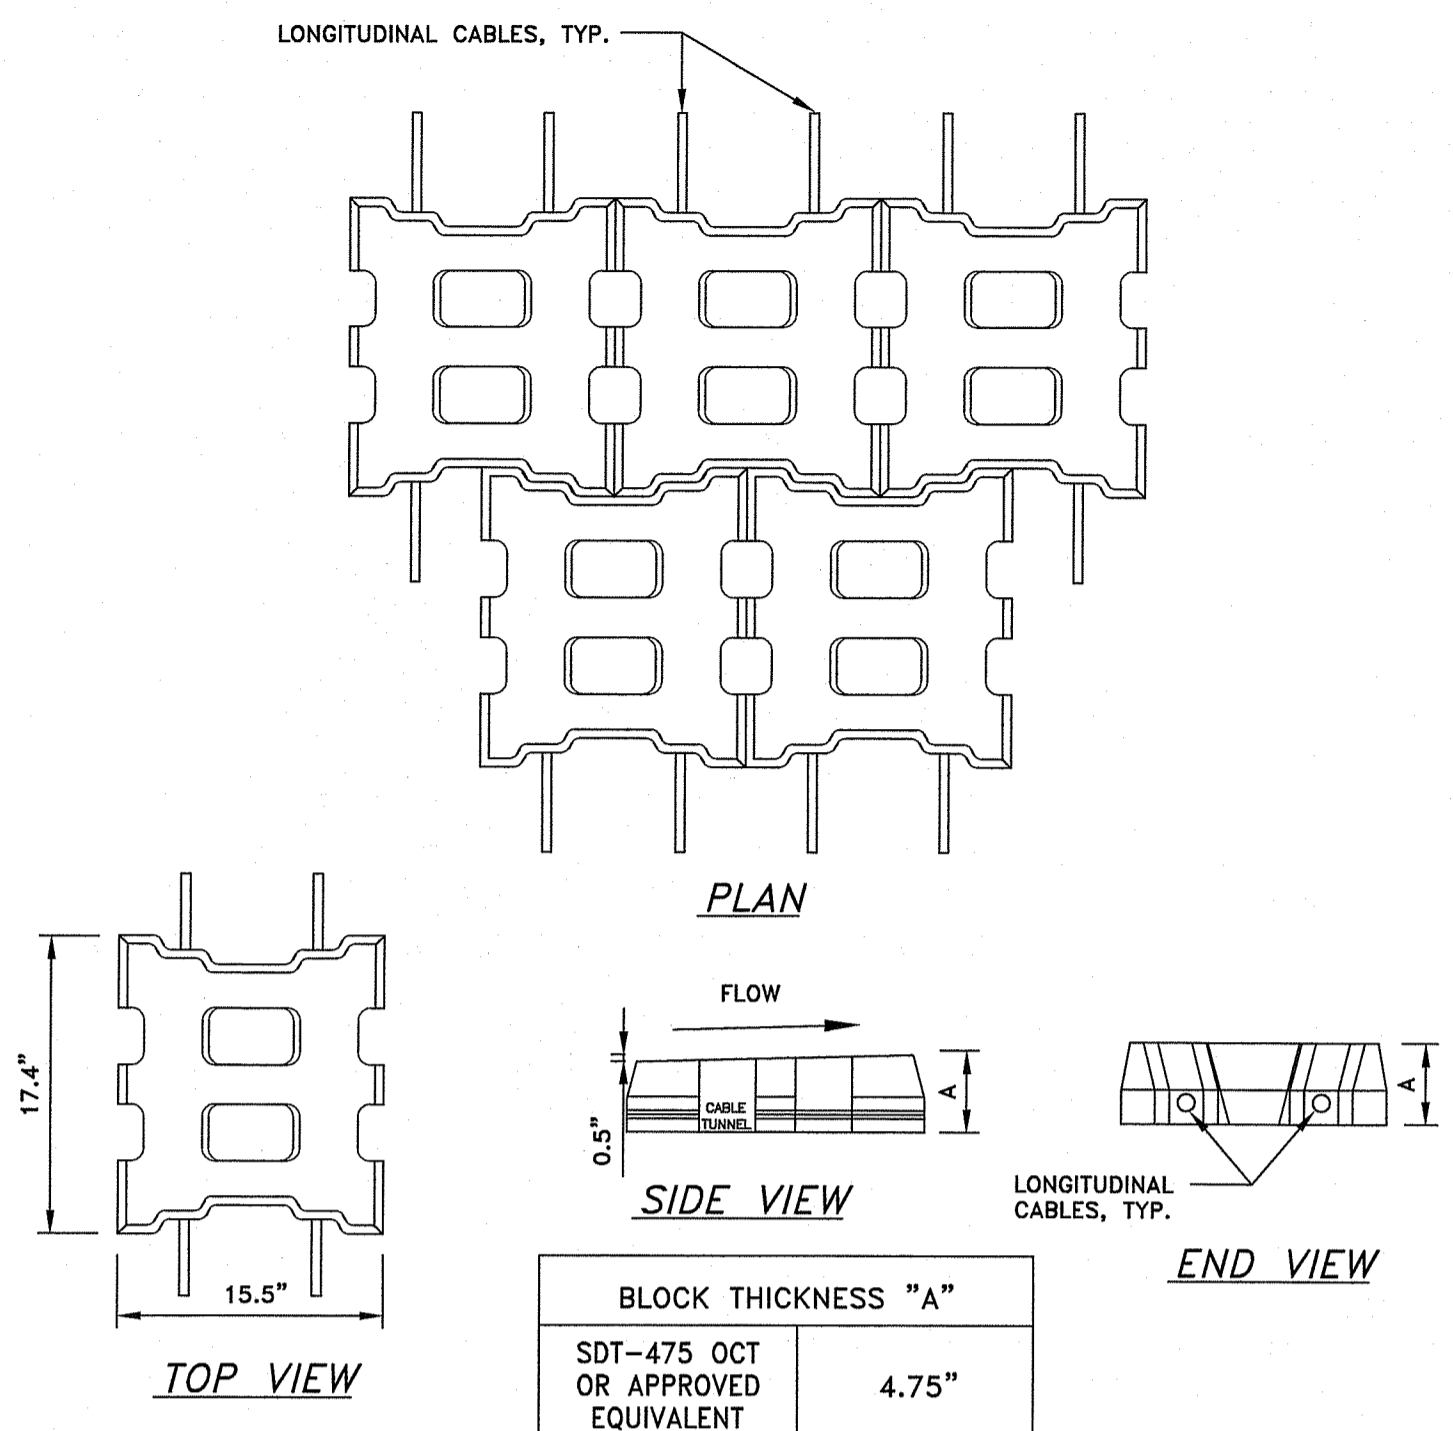 LONGITUDINAL CABLES, TYP.
PLAN
17.4"
15.5"
TOP VIEW
FLOW
0.5"
CABLE
TUNNEL
A
SIDE VIEW
A
LONGITUDINAL
CABLES, TYP.
END VIEW
BLOCK THICKNESS "A"
SDT-475 OCT
OR APPROVED
EQUIVALENT
4.75"